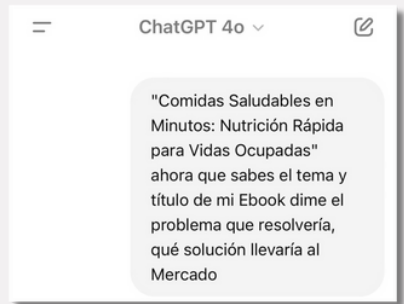 ChatGPT 4o
"Comidas Saludables en
Minutos: Nutrición Rápida
para Vidas Ocupadas"
ahora que sabes el tema y
título de mi Ebook dime el
problema que resolvería,
qué solución llevaría al
Mercado